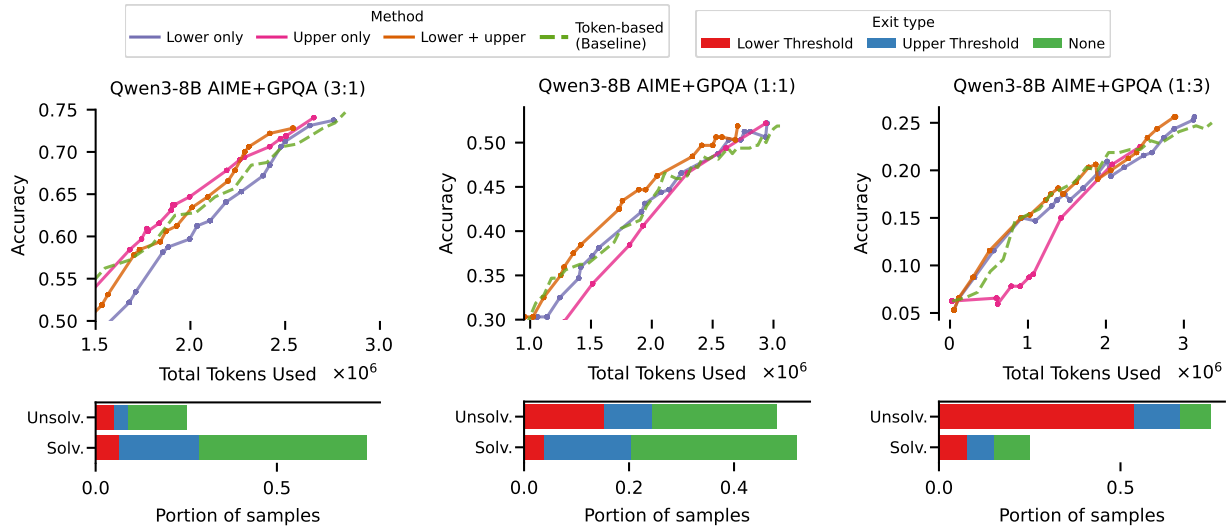 Method
Lower only
Upper only
Lower + upper
Token-based
(Baseline)
Exit type
Lower Threshold
Upper Threshold
None
Qwen3-8B AIME+GPQA (3:1)
Accuracy
0.75
0.70
0.65
0.60
0.55
0.50
1.5
2.0
2.5
3.0
Total Tokens Used
×10⁶
Unsolv.
Solv.
0.0
0.5
Portion of samples
Qwen3-8B AIME+GPQA (1:1)
Accuracy
0.50
0.45
0.40
0.35
0.30
1.0
1.5
2.0
2.5
3.0
Total Tokens Used
×10⁶
Unsolv.
Solv.
0.0
0.2
0.4
Portion of samples
Qwen3-8B AIME+GPQA (1:3)
Accuracy
0.25
0.20
0.15
0.10
0.05
0
1
2
3
Total Tokens Used
×10⁶
Unsolv.
Solv.
0.0
0.5
Portion of samples